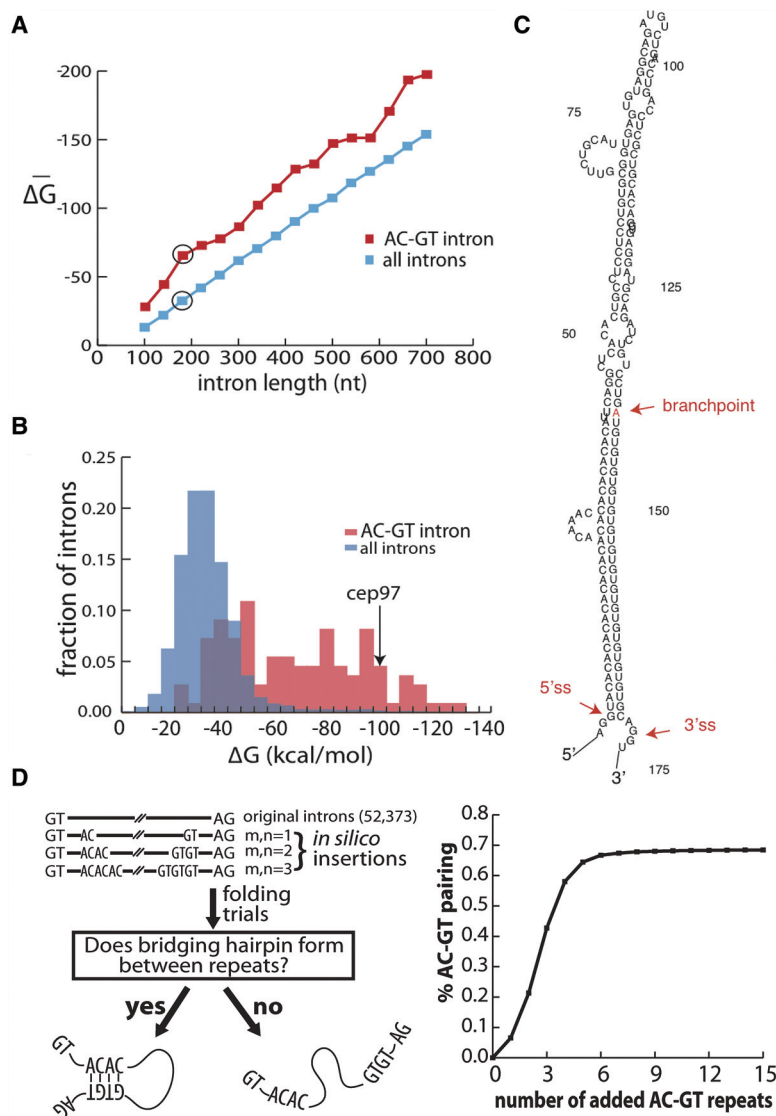 A
-200
-150
-100
-50
0
ΔG
0 100 200 300 400 500 600 700 800
intron length (nt)
AC-GT intron
all introns
B
0.25
0.20
0.15
0.10
0.05
0.00
fraction of introns
0 -20 -40 -60 -80 -100 -120 -140
ΔG (kcal/mol)
AC-GT intron
all introns
cep97
C
100
75
125
50
branchpoint
150
5'ss
3'ss
5'
3'
175
D
GT AG original introns (52,373)
GT AC GT AG m,n=1
GT ACAC GTGT AG m,n=2
GT ACACAC GTGTGT AG m,n=3
in silico
insertions
folding
trials
Does bridging hairpin form
between repeats?
yes no
GT ACAC
GTGT AG
GT ACAC GTGT AG
% AC-GT pairing
0.8
0.7
0.6
0.5
0.4
0.3
0.2
0.1
0.0
0 3 6 9 12 15
number of added AC-GT repeats